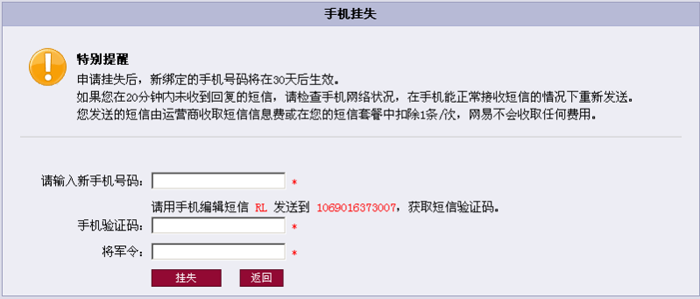 手机挂失
特别提醒
申请挂失后，新绑定的手机号码将在30天后生效。
如果您在20分钟内未收到回复的短信，请检查手机网络状况，在手机能正常接收短信的情况下重新发送。
您发送的短信由运营商收取短信信息费或在您的短信套餐中扣除1条/次，网易不会收取任何费用。
请输入新手机号码： *
请用手机编辑短信 RL 发送到 1069016373007，获取短信验证码。
手机验证码： *
将军令： *
挂失 返回